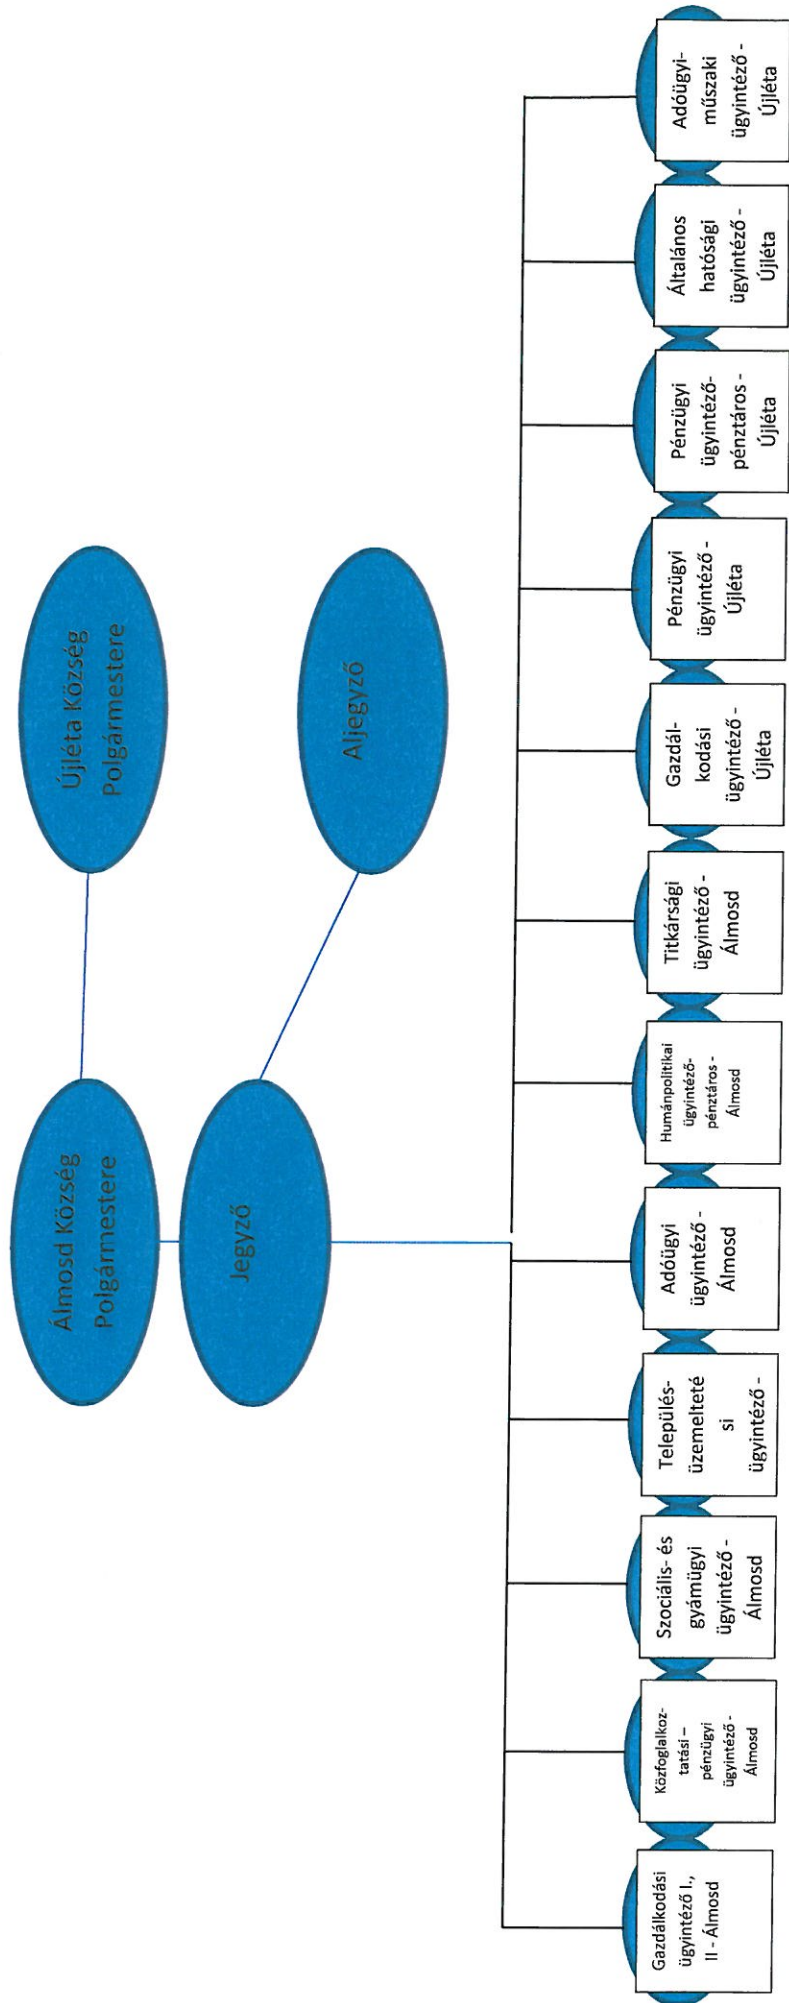 Álmosd Község
Polgármestere
Újléta Község
Polgármestere
Jegyző
Aljegyző
Gazdálkodási
ügyintéző I.,
II - Álmosd
Közfoglalkoz-
tatási –
pénzügyi
ügyintéző -
Álmosd
Szociális- és
gyámügyi
ügyintéző -
Álmosd
Település-
üzemelteté
si
ügyintéző -
Adóügyi
ügyintéző -
Álmosd
Humánpolitikai
ügyintéző-
pénztáros -
Álmosd
Titkársági
ügyintéző -
Álmosd
Gazdál-
kodási
ügyintéző -
Újléta
Pénzügyi
ügyintéző -
Újléta
Pénzügyi
ügyintéző-
pénztáros -
Újléta
Általános
hatósági
ügyintéző -
Újléta
Adóügyi-
műszaki
ügyintéző -
Újléta